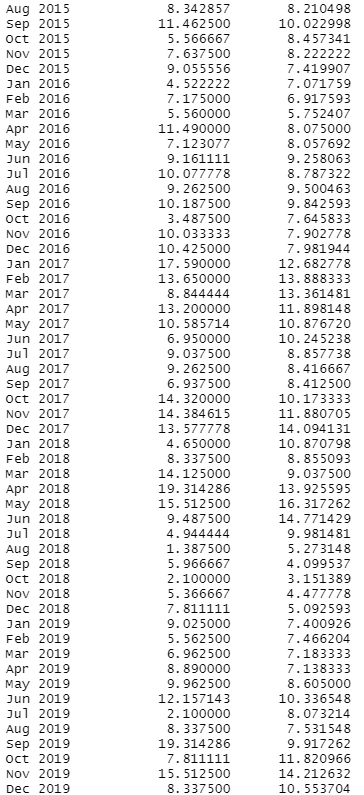 Aug 2015 8.342857 8.210498
Sep 2015 11.462500 10.022998
Oct 2015 5.566667 8.457341
Nov 2015 7.637500 8.222222
Dec 2015 9.055556 7.419907
Jan 2016 4.522222 7.071759
Feb 2016 7.175000 6.917593
Mar 2016 5.560000 5.752407
Apr 2016 11.490000 8.075000
May 2016 7.123077 8.057692
Jun 2016 9.161111 9.258063
Jul 2016 10.077778 8.787322
Aug 2016 9.262500 9.500463
Sep 2016 10.187500 9.842593
Oct 2016 3.487500 7.645833
Nov 2016 10.033333 7.902778
Dec 2016 10.425000 7.981944
Jan 2017 17.590000 12.682778
Feb 2017 13.650000 13.888333
Mar 2017 8.844444 13.361481
Apr 2017 13.200000 11.898148
May 2017 10.585714 10.876720
Jun 2017 6.950000 10.245238
Jul 2017 9.037500 8.857738
Aug 2017 9.262500 8.416667
Sep 2017 6.937500 8.412500
Oct 2017 14.320000 10.173333
Nov 2017 14.384615 11.880705
Dec 2017 13.577778 14.094131
Jan 2018 4.650000 10.870798
Feb 2018 8.337500 8.855093
Mar 2018 14.125000 9.037500
Apr 2018 19.314286 13.925595
May 2018 15.512500 16.317262
Jun 2018 9.487500 14.771429
Jul 2018 4.944444 9.981481
Aug 2018 1.387500 5.273148
Sep 2018 5.966667 4.099537
Oct 2018 2.100000 3.151389
Nov 2018 5.366667 4.477778
Dec 2018 7.811111 5.092593
Jan 2019 9.025000 7.400926
Feb 2019 5.562500 7.466204
Mar 2019 6.962500 7.183333
Apr 2019 8.890000 7.138333
May 2019 9.962500 8.605000
Jun 2019 12.157143 10.336548
Jul 2019 2.100000 8.073214
Aug 2019 8.337500 7.531548
Sep 2019 19.314286 9.917262
Oct 2019 7.811111 11.820966
Nov 2019 15.512500 14.212632
Dec 2019 8.337500 10.553704